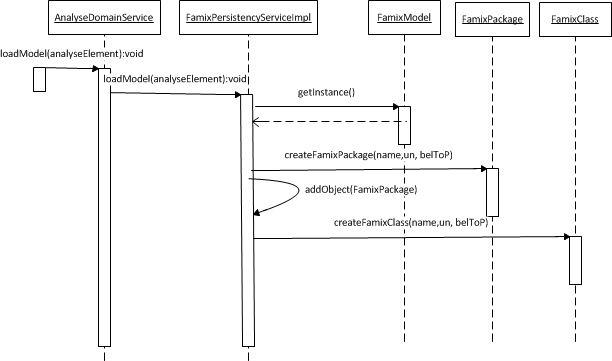 AnalyseDomainService
FamixPersistencyServiceImpl
FamixModel
FamixPackage
FamixClass
loadModel(analyseElement):void
loadModel(analyseElement):void
getInstance()
createFamixPackage(name,un, belToP)
addObject(FamixPackage)
createFamixClass(name,un, belToP)